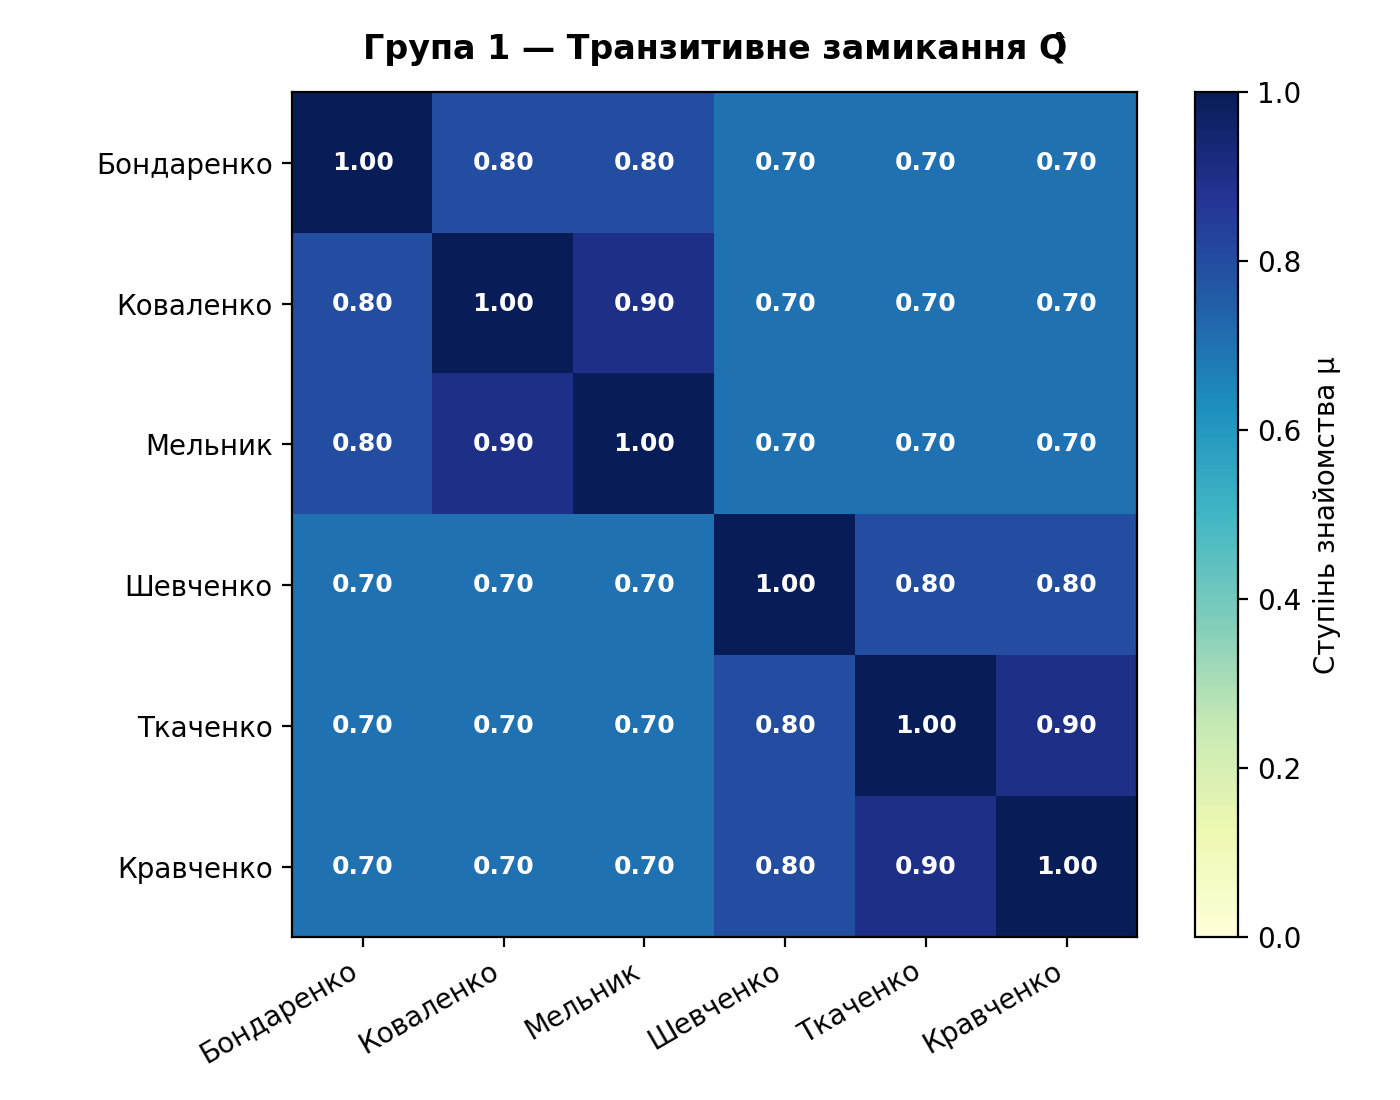 Група 1 — Транзитивне замикання Q̂
Бондаренко 1.00 0.80 0.80 0.70 0.70 0.70
Коваленко 0.80 1.00 0.90 0.70 0.70 0.70
Мельник 0.80 0.90 1.00 0.70 0.70 0.70
Шевченко 0.70 0.70 0.70 1.00 0.80 0.80
Ткаченко 0.70 0.70 0.70 0.80 1.00 0.90
Кравченко 0.70 0.70 0.70 0.80 0.90 1.00
Бондаренко Коваленко Мельник Шевченко Ткаченко Кравченко
1.0
0.8
0.6
0.4
0.2
0.0
Ступінь знайомства μ